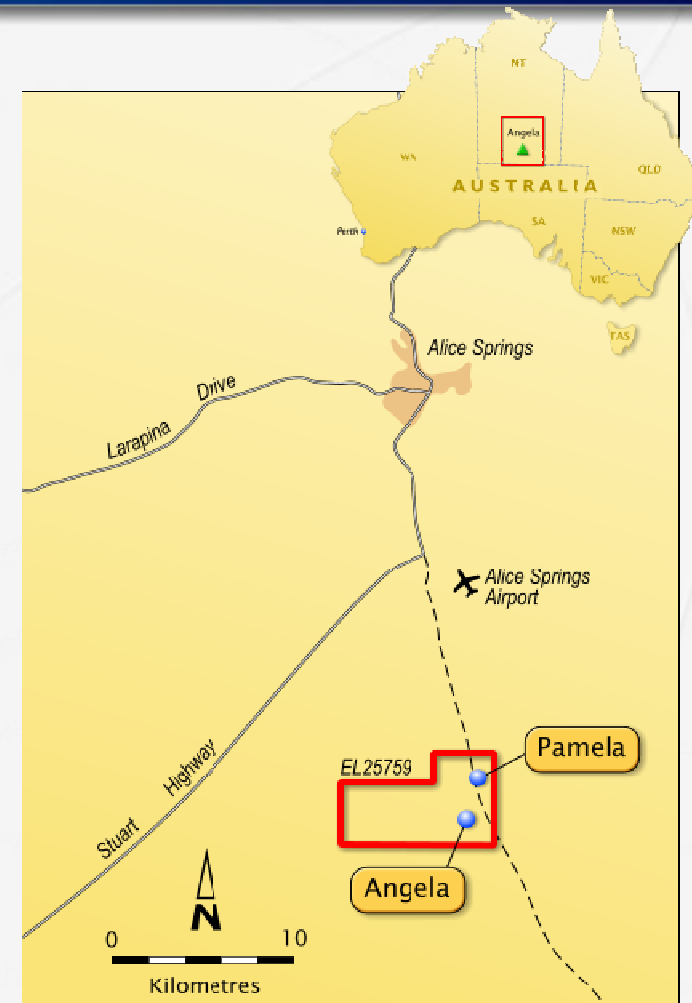 NT
Angela
WA
QLD
AUSTRALIA
SA
Perth
NSW
VIC
TAS
Alice Springs
Larapina Drive
Alice Springs
Airport
Pamela
EL25759
Stuart Highway
Angela
N
0 10
Kilometres